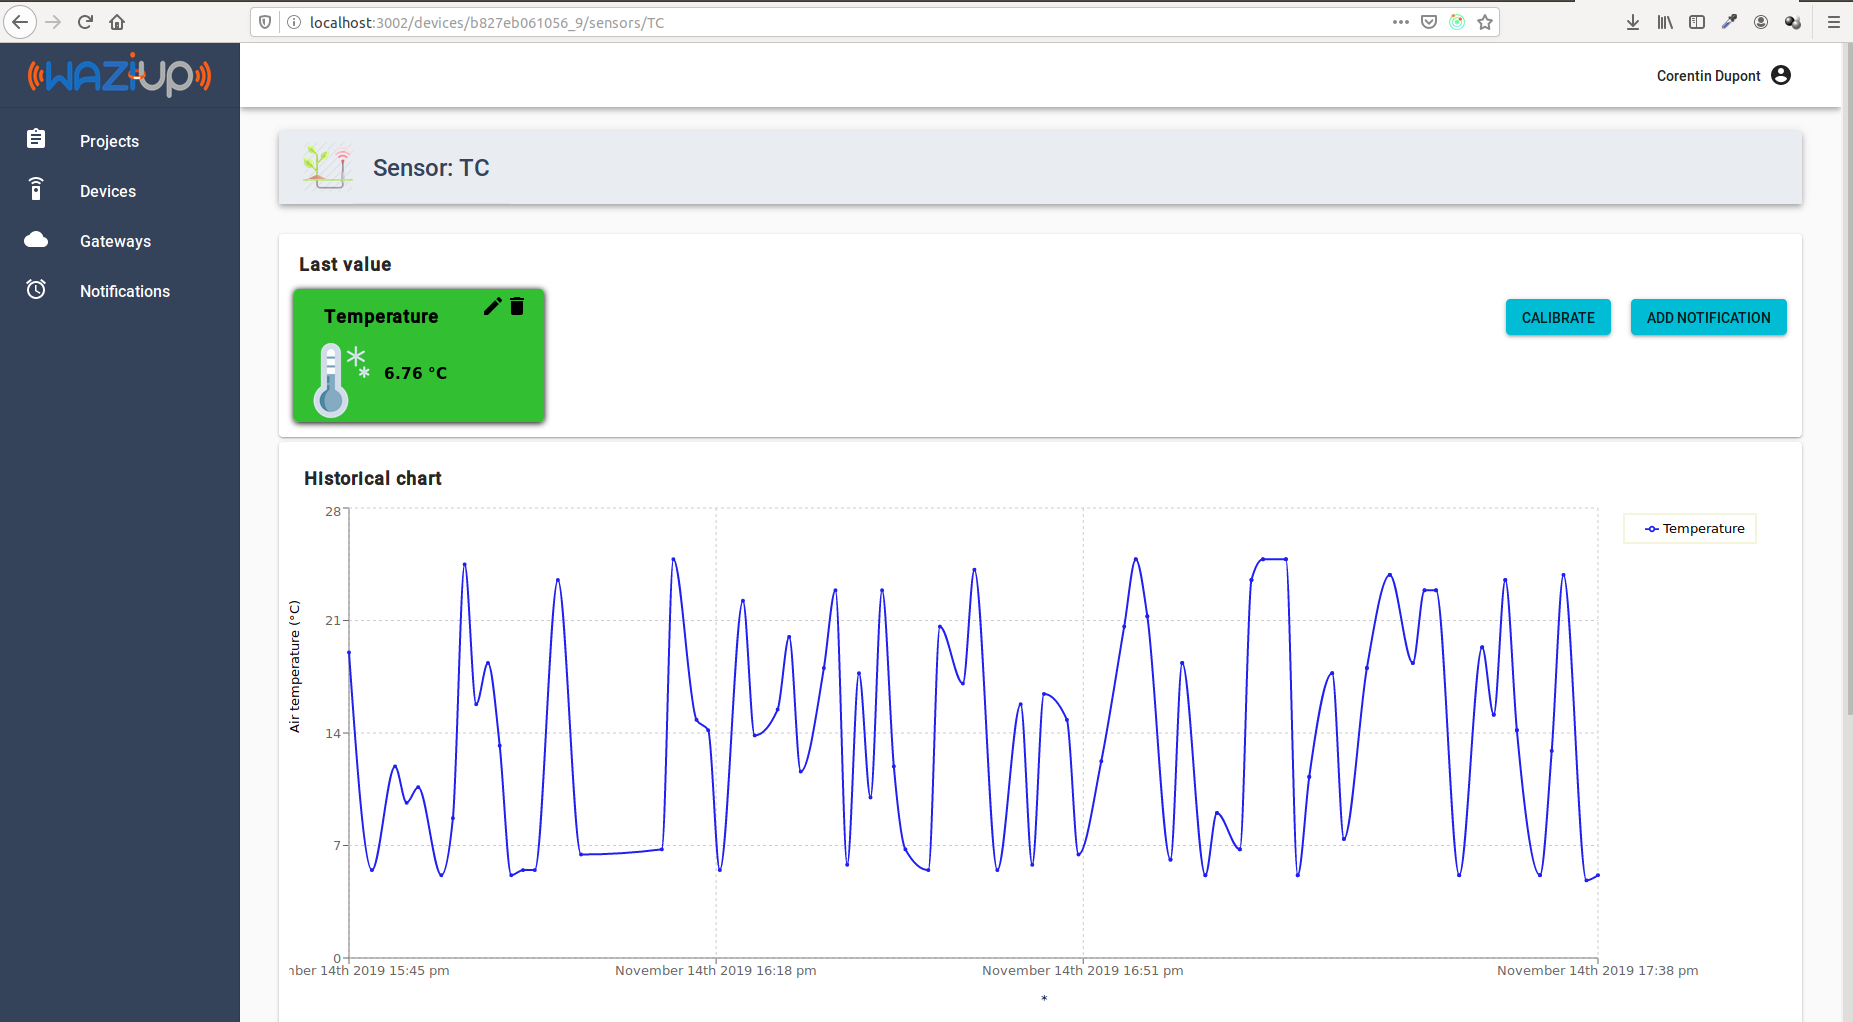 localhost:3002/devices/b827eb061056_9/sensors/TC
WAZIUP
Corentin Dupont
Projects
Devices
Gateways
Notifications
Sensor: TC
Last value
Temperature
6.76 °C
CALIBRATE
ADD NOTIFICATION
Historical chart
28
21
14
7
0
Air temperature (°C)
Temperature
nber 14th 2019 15:45 pm
November 14th 2019 16:18 pm
November 14th 2019 16:51 pm
November 14th 2019 17:38 pm
*